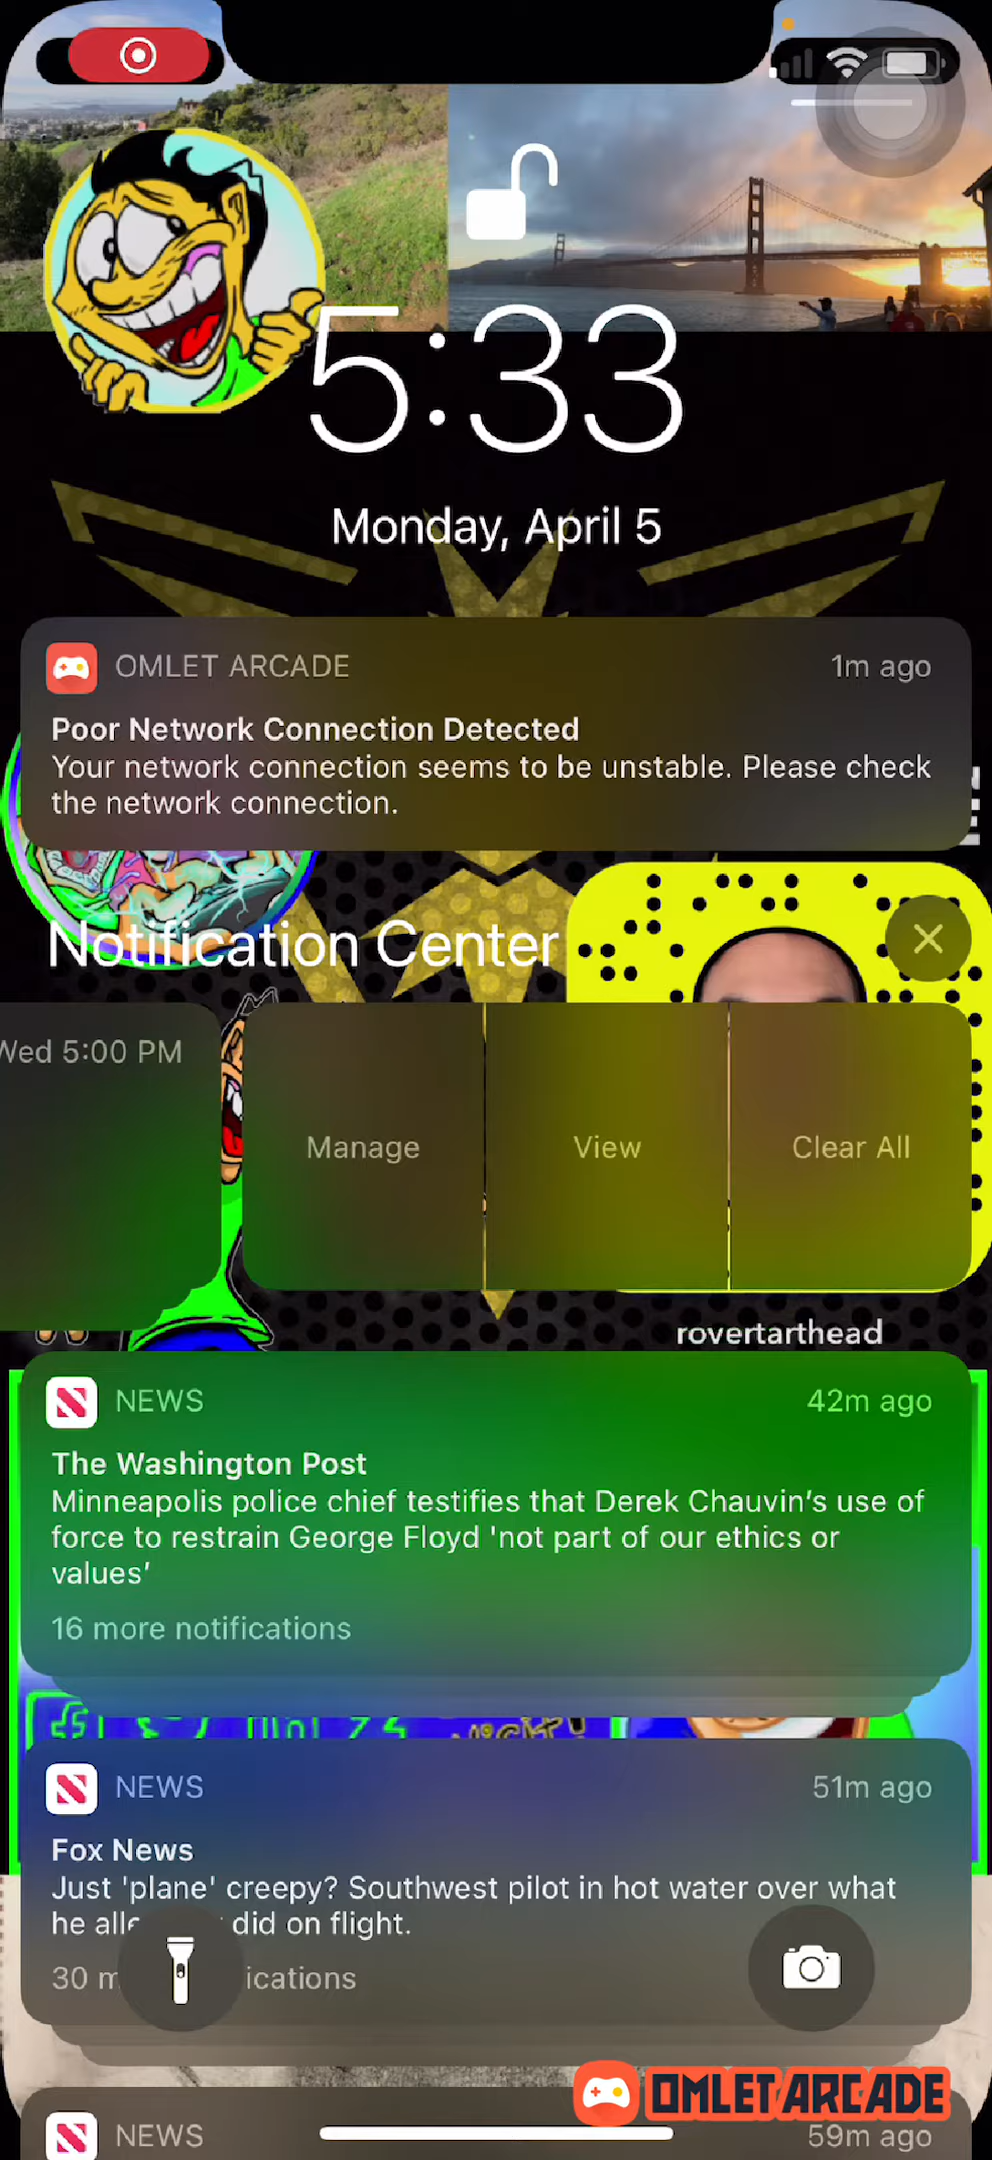 5:33
Monday, April 5
OMLET ARCADE
1m ago
Poor Network Connection Detected
Your network connection seems to be unstable. Please check
the network connection.
Notification Center
Wed 5:00 PM
Manage
View
Clear All
rovertarthead
NEWS
42m ago
The Washington Post
Minneapolis police chief testifies that Derek Chauvin’s use of
force to restrain George Floyd 'not part of our ethics or
values’
16 more notifications
NEWS
51m ago
Fox News
Just 'plane' creepy? Southwest pilot in hot water over what
he did on flight.
30
OMLET ARCADE
NEWS
59m ago